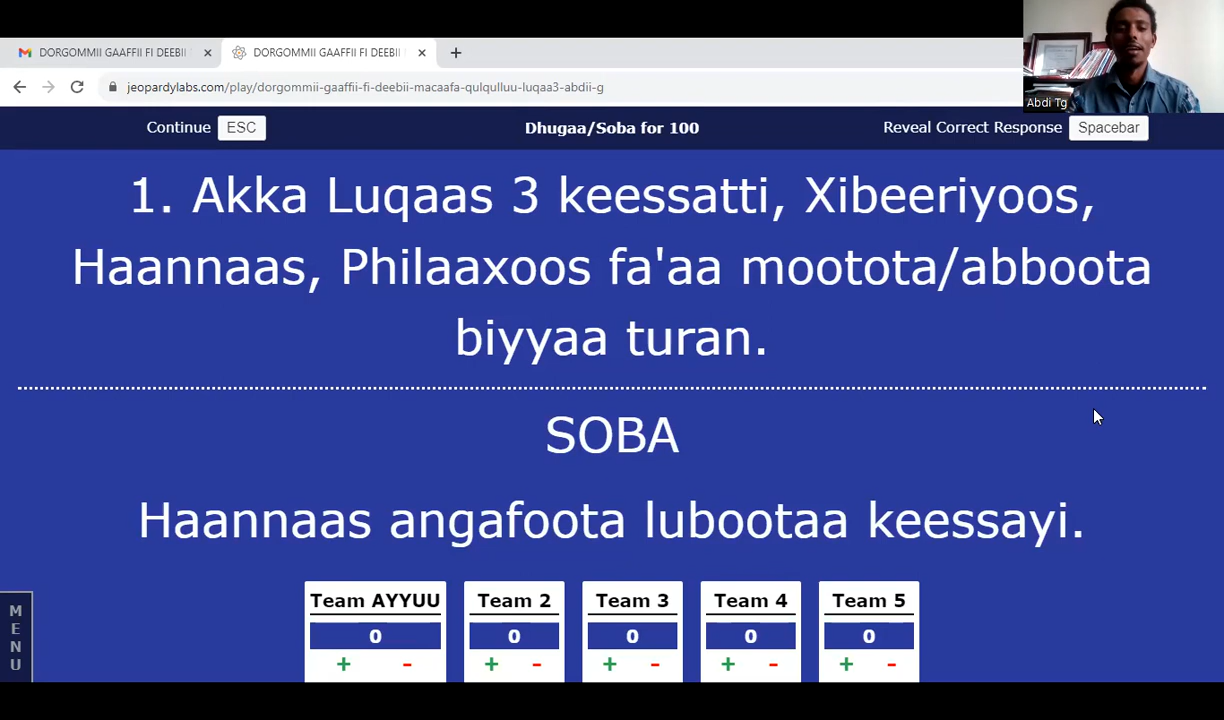 DORGOMMII GAAFFII FI DEEBII
DORGOMMII GAAFFII FI DEEBII
jeopardylabs.com/play/dorgommii-gaaffii-fi-deebii-macaafa-qulqulluu-luqaa3-abdii-g
Abdi Tg
Continue ESC
Dhugaa/Soba for 100
Reveal Correct Response Spacebar
1. Akka Luqaas 3 keessatti, Xibeeriyoos,
Haannaas, Philaaxoos fa'aa mootota/abboota
biyyaa turan.
SOBA
Haannaas angafoota lubootaa keessayi.
MENU
Team AYYUU Team 2 Team 3 Team 4 Team 5
0 0 0 0 0
+ - + - + - + - + -